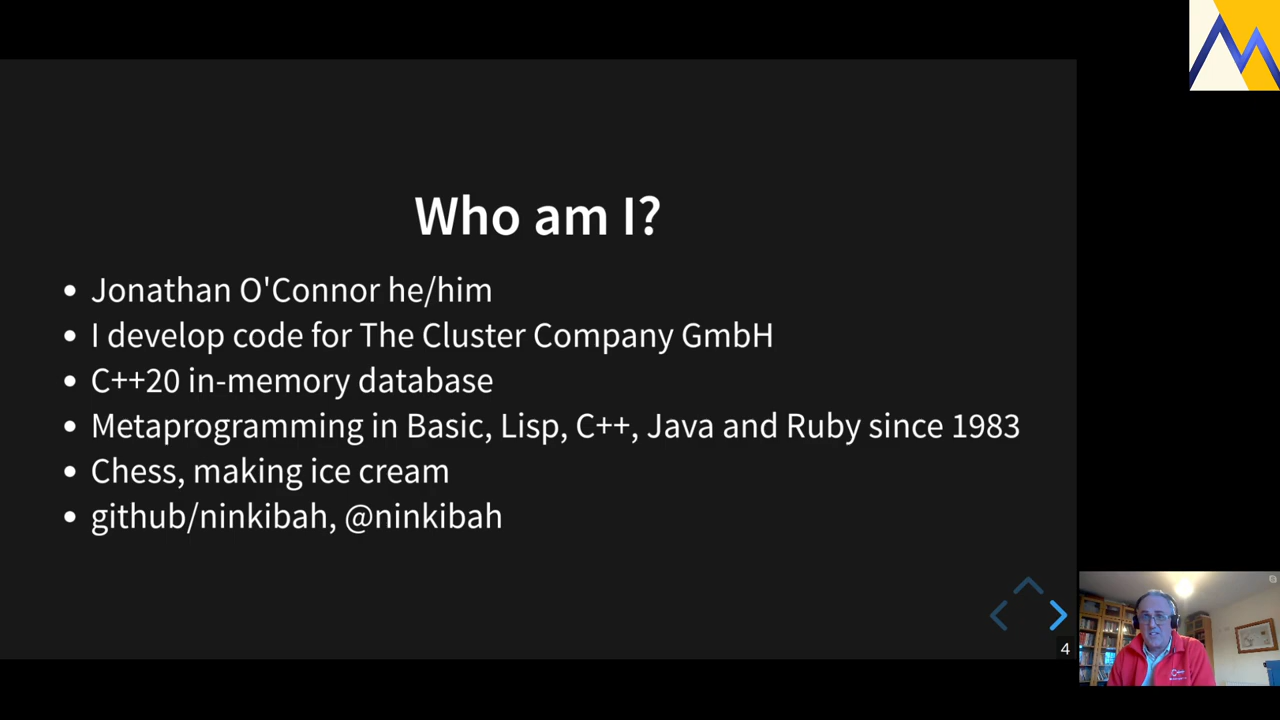 Who am I?
Jonathan O'Connor he/him
I develop code for The Cluster Company GmbH
C++20 in-memory database
Metaprogramming in Basic, Lisp, C++, Java and Ruby since 1983
Chess, making ice cream
github/ninkibah, @ninkibah
4